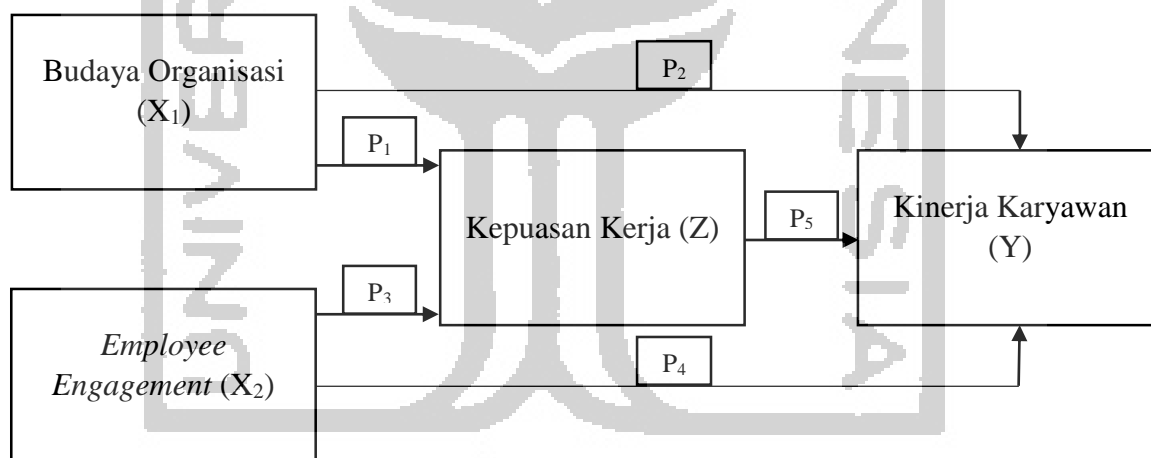 Budaya Organisasi
(X₁)
P₂
P₁
Kepuasan Kerja (Z)
P₅
Kinerja Karyawan
(Y)
P₃
Employee
Engagement (X₂)
P₄